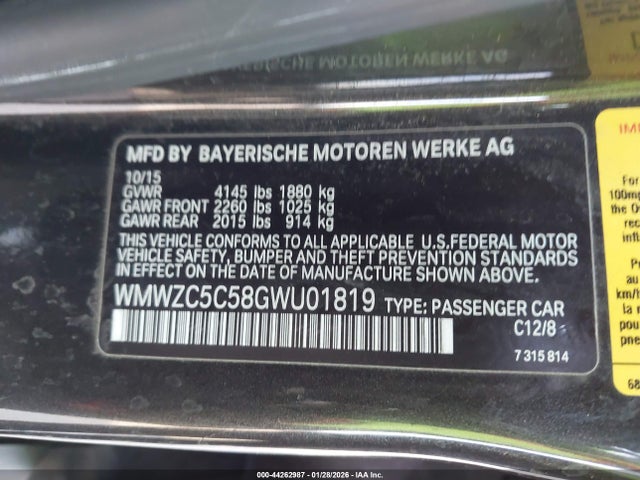 MFD BY BAYERISCHE MOTOREN WERKE AG
10/15
GVWR 4145 lbs 1880 kg
GAWR FRONT 2260 lbs 1025 kg
GAWR REAR 2015 lbs 914 kg
THIS VEHICLE CONFORMS TO ALL APPLICABLE U.S.FEDERAL MOTOR
VEHICLE SAFETY, BUMPER AND THEFT PREVENTION STANDARDS
IN EFFECT ON THE DATE OF MANUFACTURE SHOWN ABOVE.
WMWZC5C58GWU01819 TYPE: PASSENGER CAR
C12/8
7 315 814
000-44262987 - 01/28/2026 - IAA Inc.